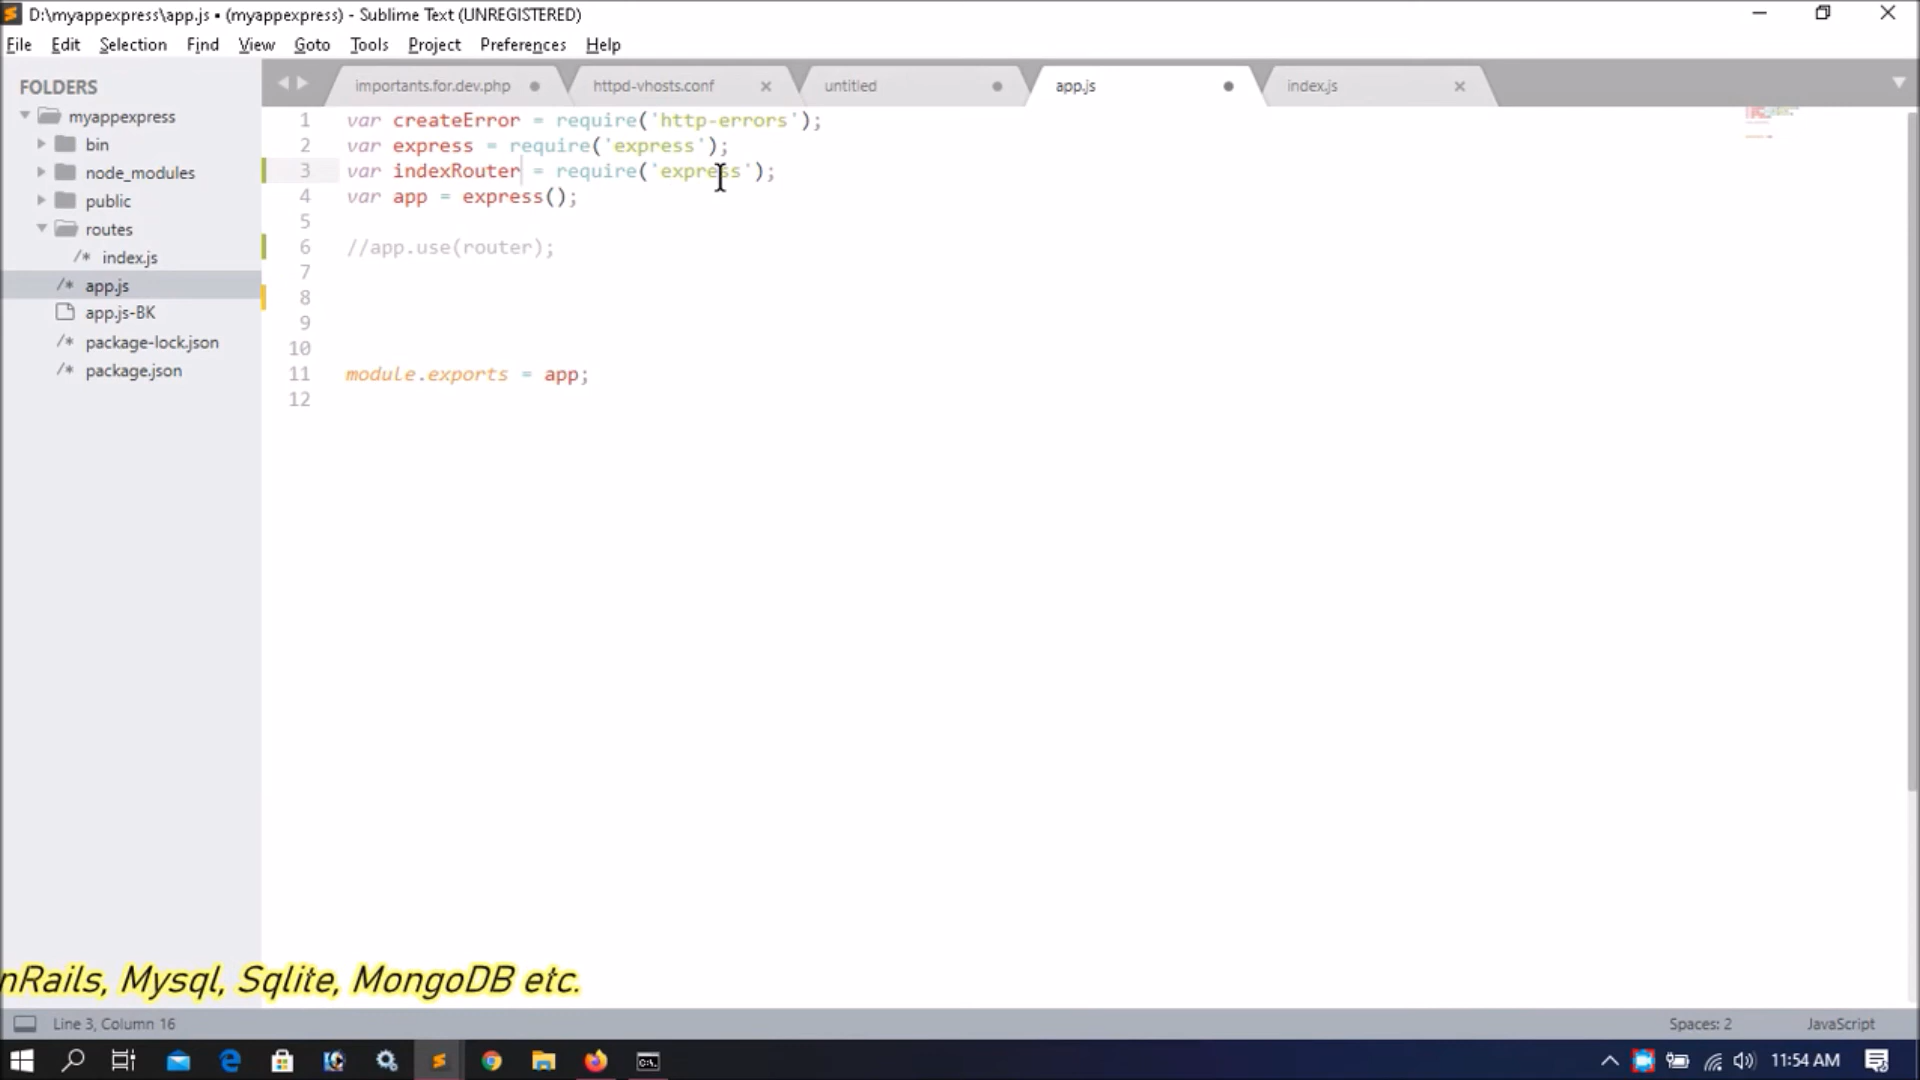 D:\myappexpress\app.js • (myappexpress) - Sublime Text (UNREGISTERED)
File Edit Selection Find View Goto Tools Project Preferences Help
FOLDERS
myappexpress
bin
node_modules
public
routes
/* index.js
/* app.js
app.js-BK
/* package-lock.json
/* package.json
importants.for.dev.php httpd-vhosts.conf untitled app.js index.js
1 var createError = require('http-errors');
2 var express = require('express');
3 var indexRouter = require('express');
4 var app = express();
5
6 //app.use(router);
7
8
9
10
11 module.exports = app;
12
nRails, Mysql, Sqlite, MongoDB etc.
Line 3, Column 16 Spaces: 2 JavaScript
11:54 AM